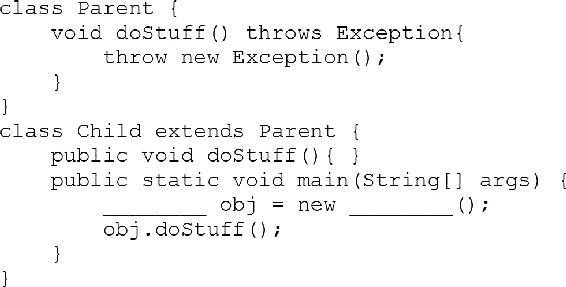 class Parent {
    void doStuff() throws Exception{
        throw new Exception();
    }
}
class Child extends Parent {
    public void doStuff(){ }
    public static void main(String[] args) {
        ________ obj = new ________();
        obj.doStuff();
    }
}